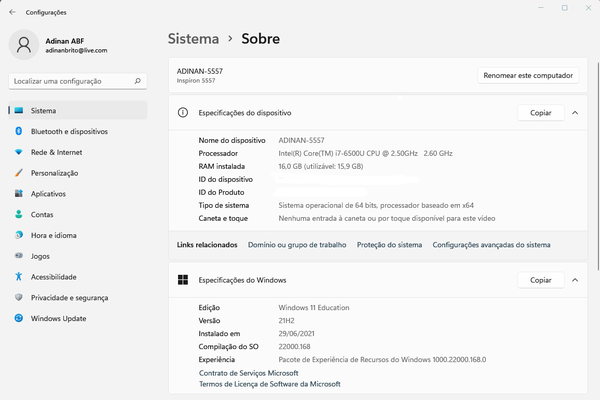 Configurações
Adinan ABF
adinanbrito@live.com
Localizar uma configuração
Sistema
Bluetooth e dispositivos
Rede & Internet
Personalização
Aplicativos
Contas
Hora e idioma
Jogos
Acessibilidade
Privacidade e segurança
Windows Update
Sistema > Sobre
ADINAN-5557
Inspiron 5557
Renomear este computador
Especificações do dispositivo
Copiar
Nome do dispositivo ADINAN-5557
Processador Intel(R) Core(TM) i7-6500U CPU @ 2.50GHz 2.60 GHz
RAM instalada 16,0 GB (utilizável: 15,9 GB)
ID do dispositivo
ID do Produto
Tipo de sistema Sistema operacional de 64 bits, processador baseado em x64
Caneta e toque Nenhuma entrada à caneta ou por toque disponível para este vídeo
Links relacionados Domínio ou grupo de trabalho Proteção do sistema Configurações avançadas do sistema
Especificações do Windows
Copiar
Edição Windows 11 Education
Versão 21H2
Instalado em 29/06/2021
Compilação do SO 22000.168
Experiência Pacote de Experiência de Recursos do Windows 1000.22000.168.0
Contrato de Serviços Microsoft
Termos de Licença de Software da Microsoft